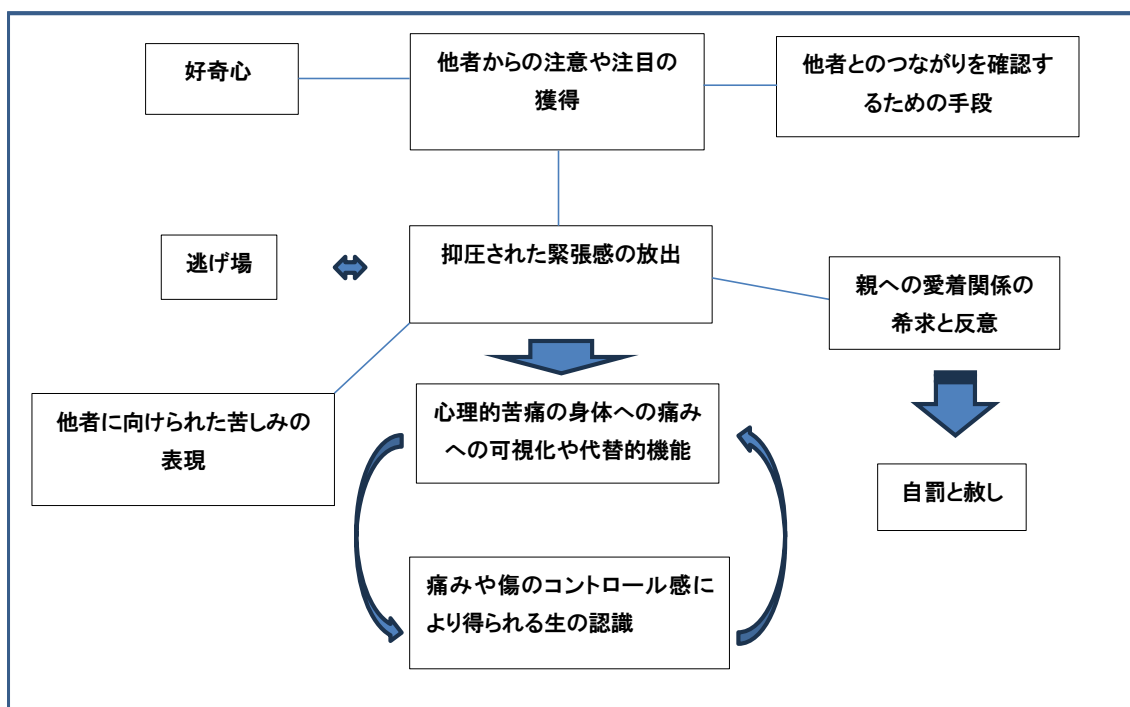 好奇心
他者からの注意や注目の
獲得
他者とのつながりを確認す
るための手段
逃げ場
抑圧された緊張感の放出
親への愛着関係の
希求と反意
他者に向けられた苦しみの
表現
心理的苦痛の身体への痛み
への可視化や代替的機能
自罰と赦し
痛みや傷のコントロール感に
より得られる生の認識